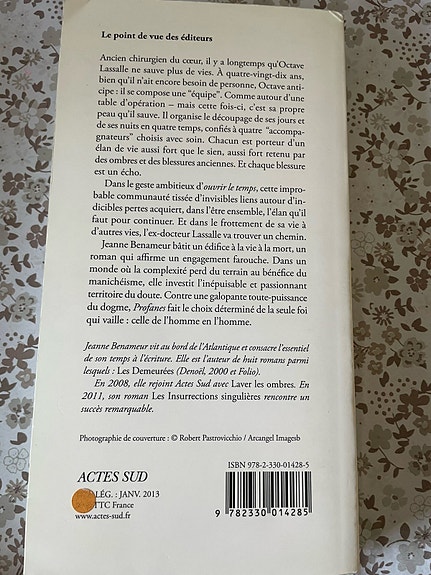 Le point de vue des éditeurs
Ancien chirurgien du cœur, il y a longtemps qu'Octave
Lassalle ne sauve plus de vies. À quatre-vingt-dix ans,
bien qu'il n'ait encore besoin de personne, Octave anti-
cipe : il se compose une "équipe". Comme autour d'une
table d'opération – mais cette fois-ci, c'est sa propre
peau qu'il sauve. Il organise le découpage de ses jours et
de ses nuits en quatre temps, confiés à quatre "accompa-
gnateurs" choisis avec soin. Chacun est porteur d'un
élan de vie aussi fort que le sien, aussi fort retenu par
des ombres et des blessures anciennes. Et chaque blessure
est un écho.
Dans le geste ambitieux d'ouvrir le temps, cette impro-
bable communauté tissée d'invisibles liens autour d'in-
dicibles pertes acquiert, dans l'être ensemble, l'élan qu'il
faut pour continuer. Et dans le frottement de sa vie à
d'autres vies, l'ex-docteur Lassalle va trouver un chemin.
Jeanne Benameur bâtit un édifice à la vie à la mort, un
roman qui affirme un engagement farouche. Dans un
monde où la complexité perd du terrain au bénéfice du
manichéisme, elle investit l'inépuisable et passionnant
territoire du doute. Contre une galopante toute-puissance
du dogme, Profanes fait le choix déterminé de la seule foi
qui vaille : celle de l'homme en l'homme.
Jeanne Benameur vit au bord de l'Atlantique et consacre l'essentiel
de son temps à l'écriture. Elle est l'auteur de huit romans parmi
lesquels : Les Demeurées (Denoël, 2000 et Folio).
En 2008, elle rejoint Actes Sud avec Laver les ombres. En
2011, son roman Les Insurrections singulières rencontre un
succès remarquable.
Photographie de couverture : © Robert Pastrovicchio / Arcangel Imagesb
ACTES SUD
LÉG. : JANV. 2013
TTC France
www.actes-sud.fr
ISBN 978-2-330-01428-5
9 782330 014285